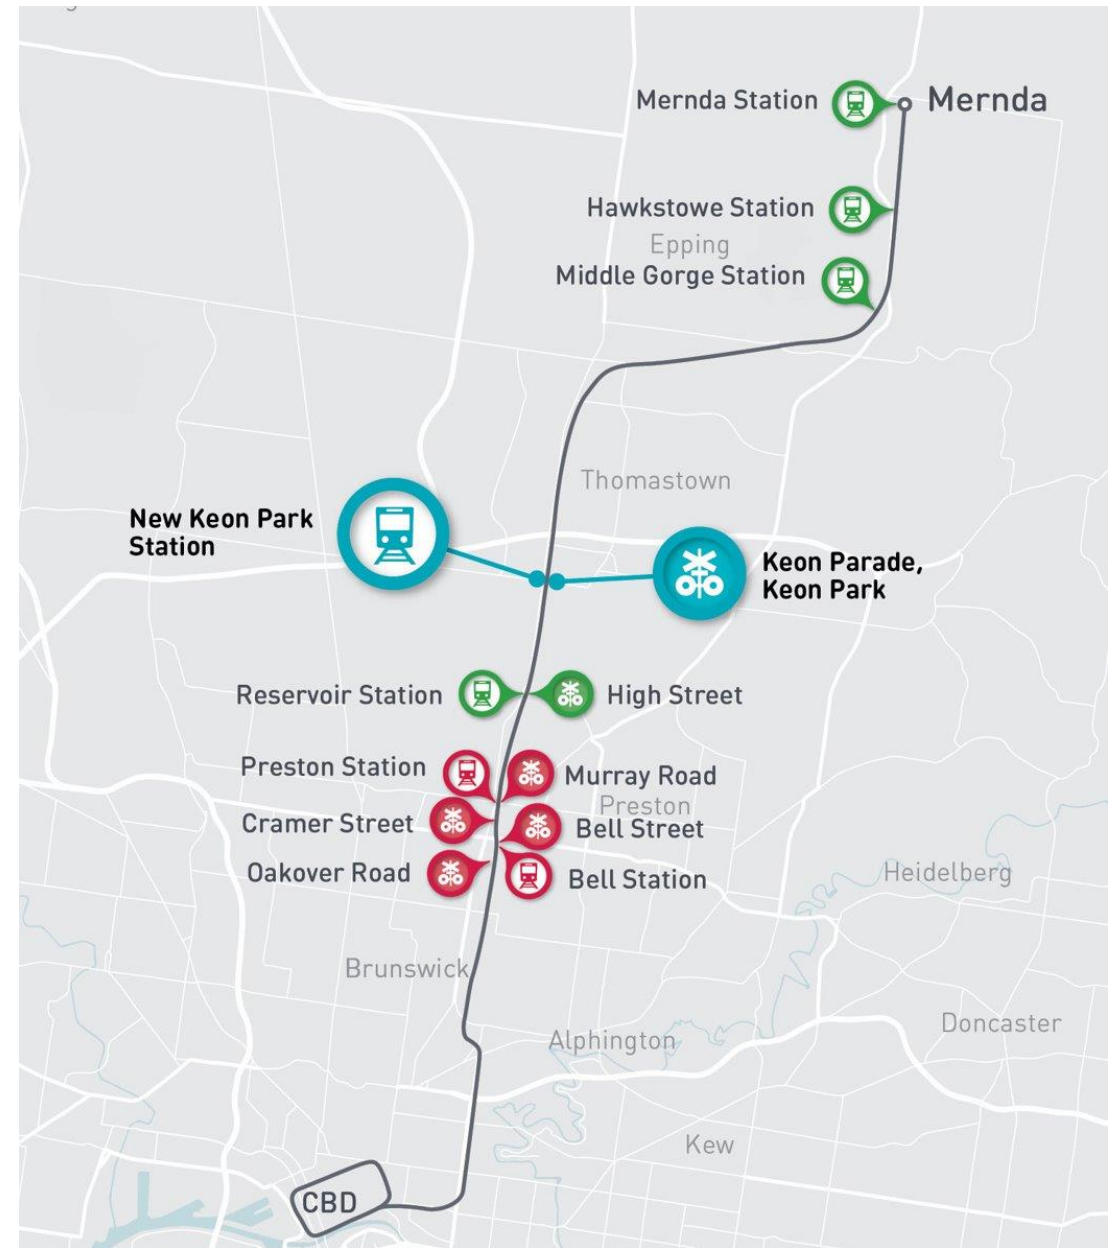 Mernda Station
Mernda
Hawkstowe Station
Epping
Middle Gorge Station
Thomastown
New Keon Park
Station
Keon Parade,
Keon Park
Reservoir Station
High Street
Preston Station
Murray Road
Preston
Cramer Street
Bell Street
Oakover Road
Bell Station
Heidelberg
Brunswick
Doncaster
Alphington
Kew
CBD